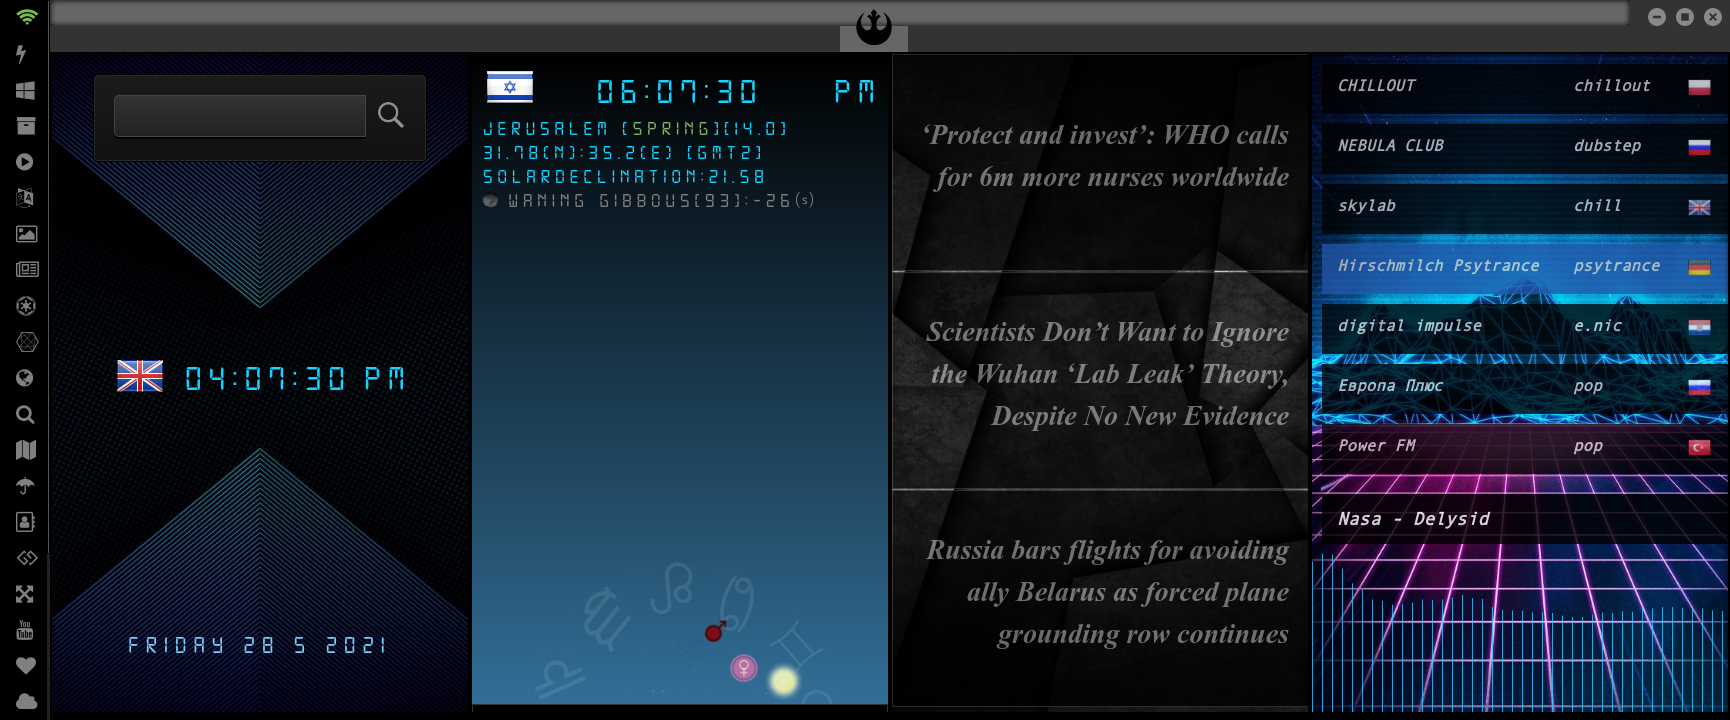 04:07:30 PM
FRIDAY 28 5 2021
06:07:30 PM
JERUSALEM [SPRING][14.0]
31.78(N):35.2(E) [GMT2]
SOLARDECLINATION:21.58
WANING GIBBOUS[93]:-26(s)
‘Protect and invest’: WHO calls
for 6m more nurses worldwide
Scientists Don’t Want to Ignore
the Wuhan ‘Lab Leak’ Theory,
Despite No New Evidence
Russia bars flights for avoiding
ally Belarus as forced plane
grounding row continues
CHILLOUT chillout
NEBULA CLUB dubstep
skylab chill
Hirschmilch Psytrance psytrance
digital impulse e.nic
Европа Плюс pop
Power FM pop
Nasa - Delysid
You
Tube